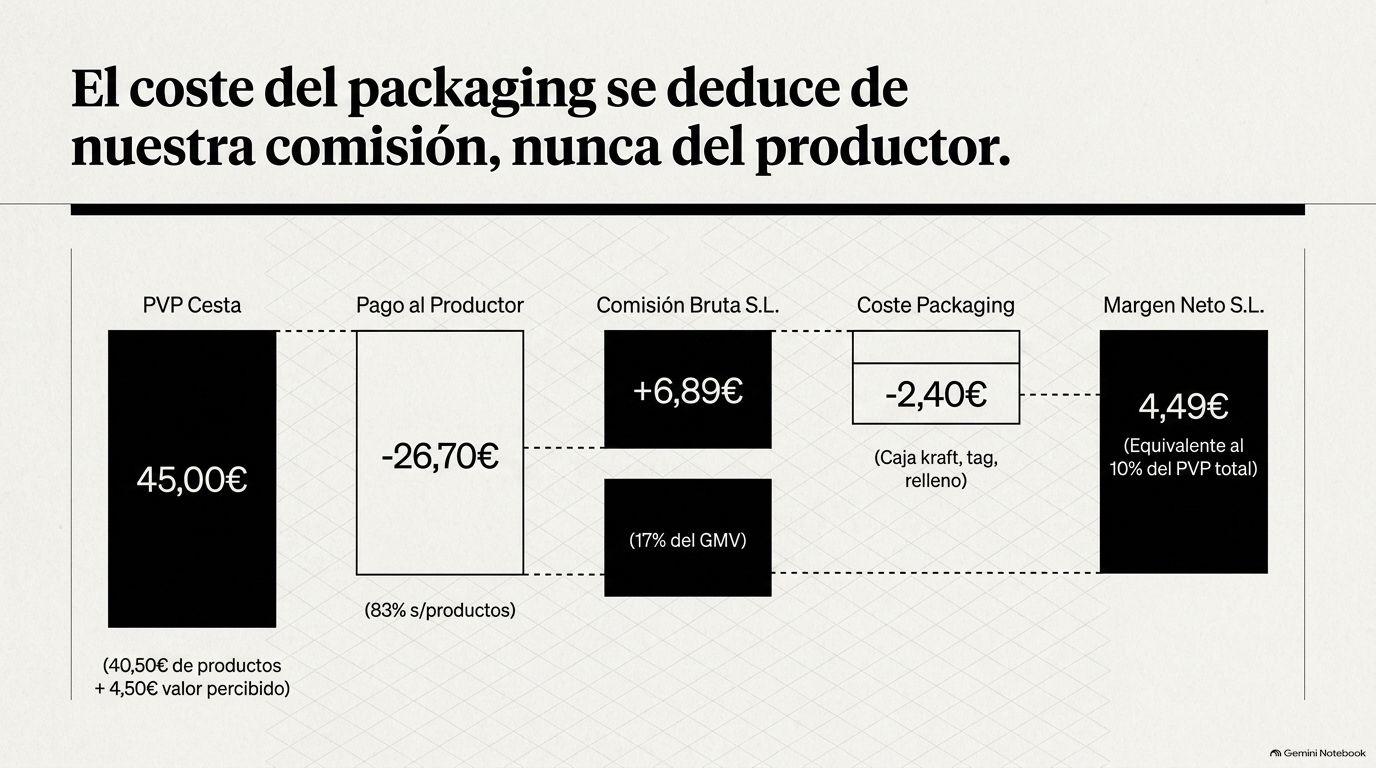 El coste del packaging se deduce de
nuestra comisión, nunca del productor.
PVP Cesta
45,00€
(40,50€ de productos
+ 4,50€ valor percibido)
Pago al Productor
-26,70€
(83% s/productos)
Comisión Bruta S.L.
+6,89€
(17% del GMV)
Coste Packaging
-2,40€
(Caja kraft, tag,
relleno)
Margen Neto S.L.
4,49€
(Equivalente al
10% del PVP total)
Gemini Notebook